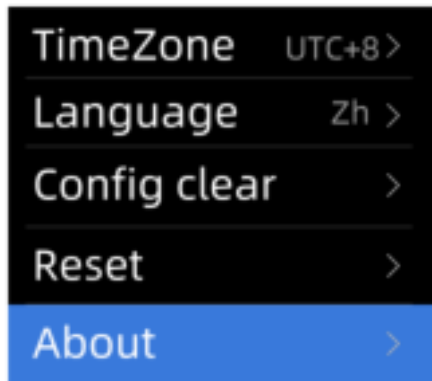 TimeZone UTC+8 >
Language Zh >
Config clear >
Reset >
About >